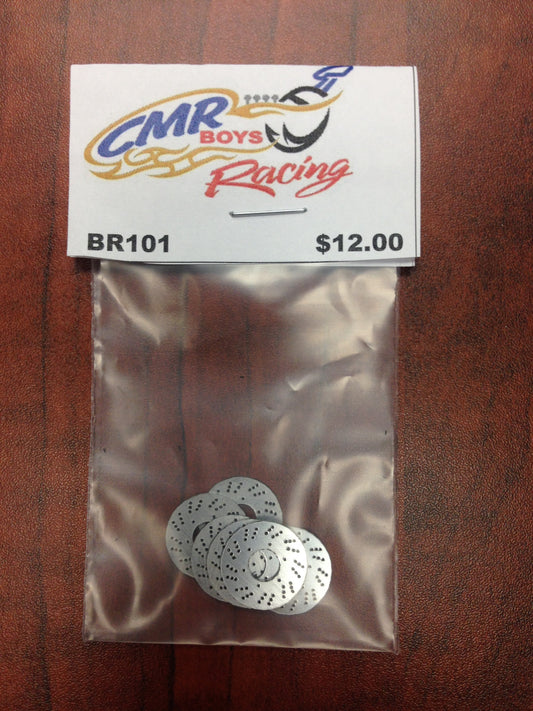 CMR
BOYS
Racing
BR101 $12.00